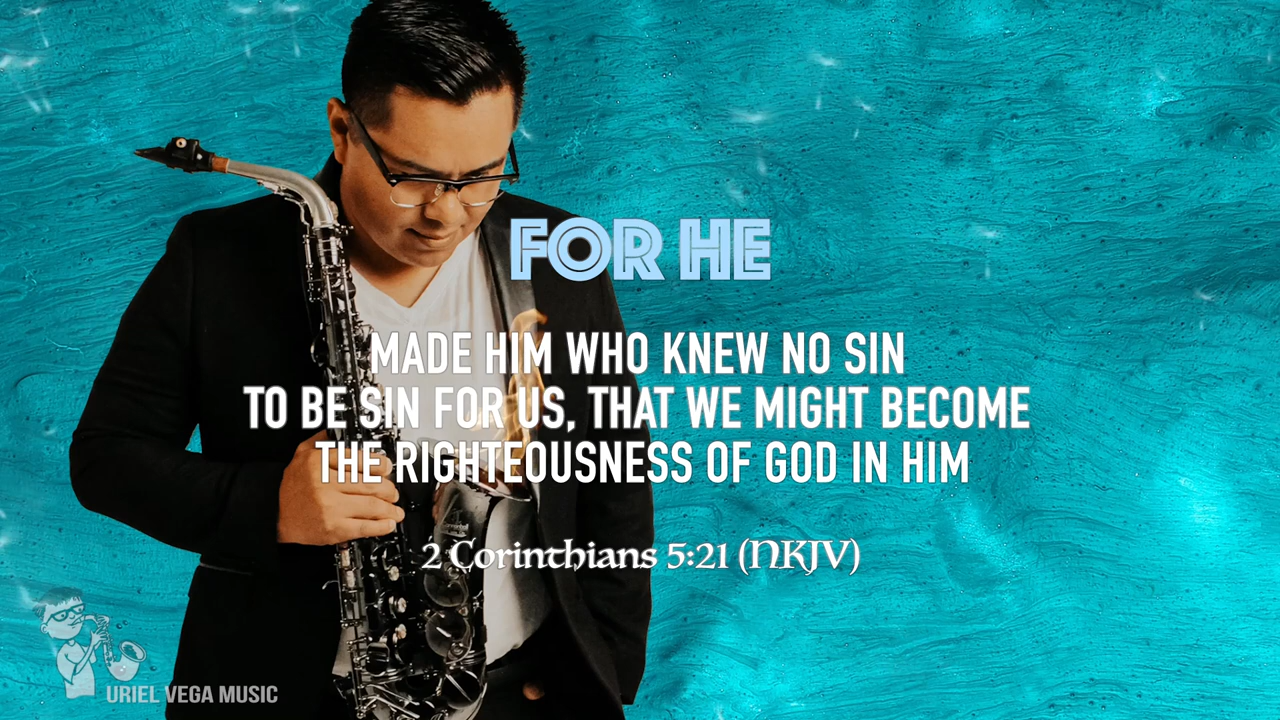 FOR HE
MADE HIM WHO KNEW NO SIN
TO BE SIN FOR US, THAT WE MIGHT BECOME
THE RIGHTEOUSNESS OF GOD IN HIM
2 Corinthians 5:21 (NKJV)
URIEL VEGA MUSIC